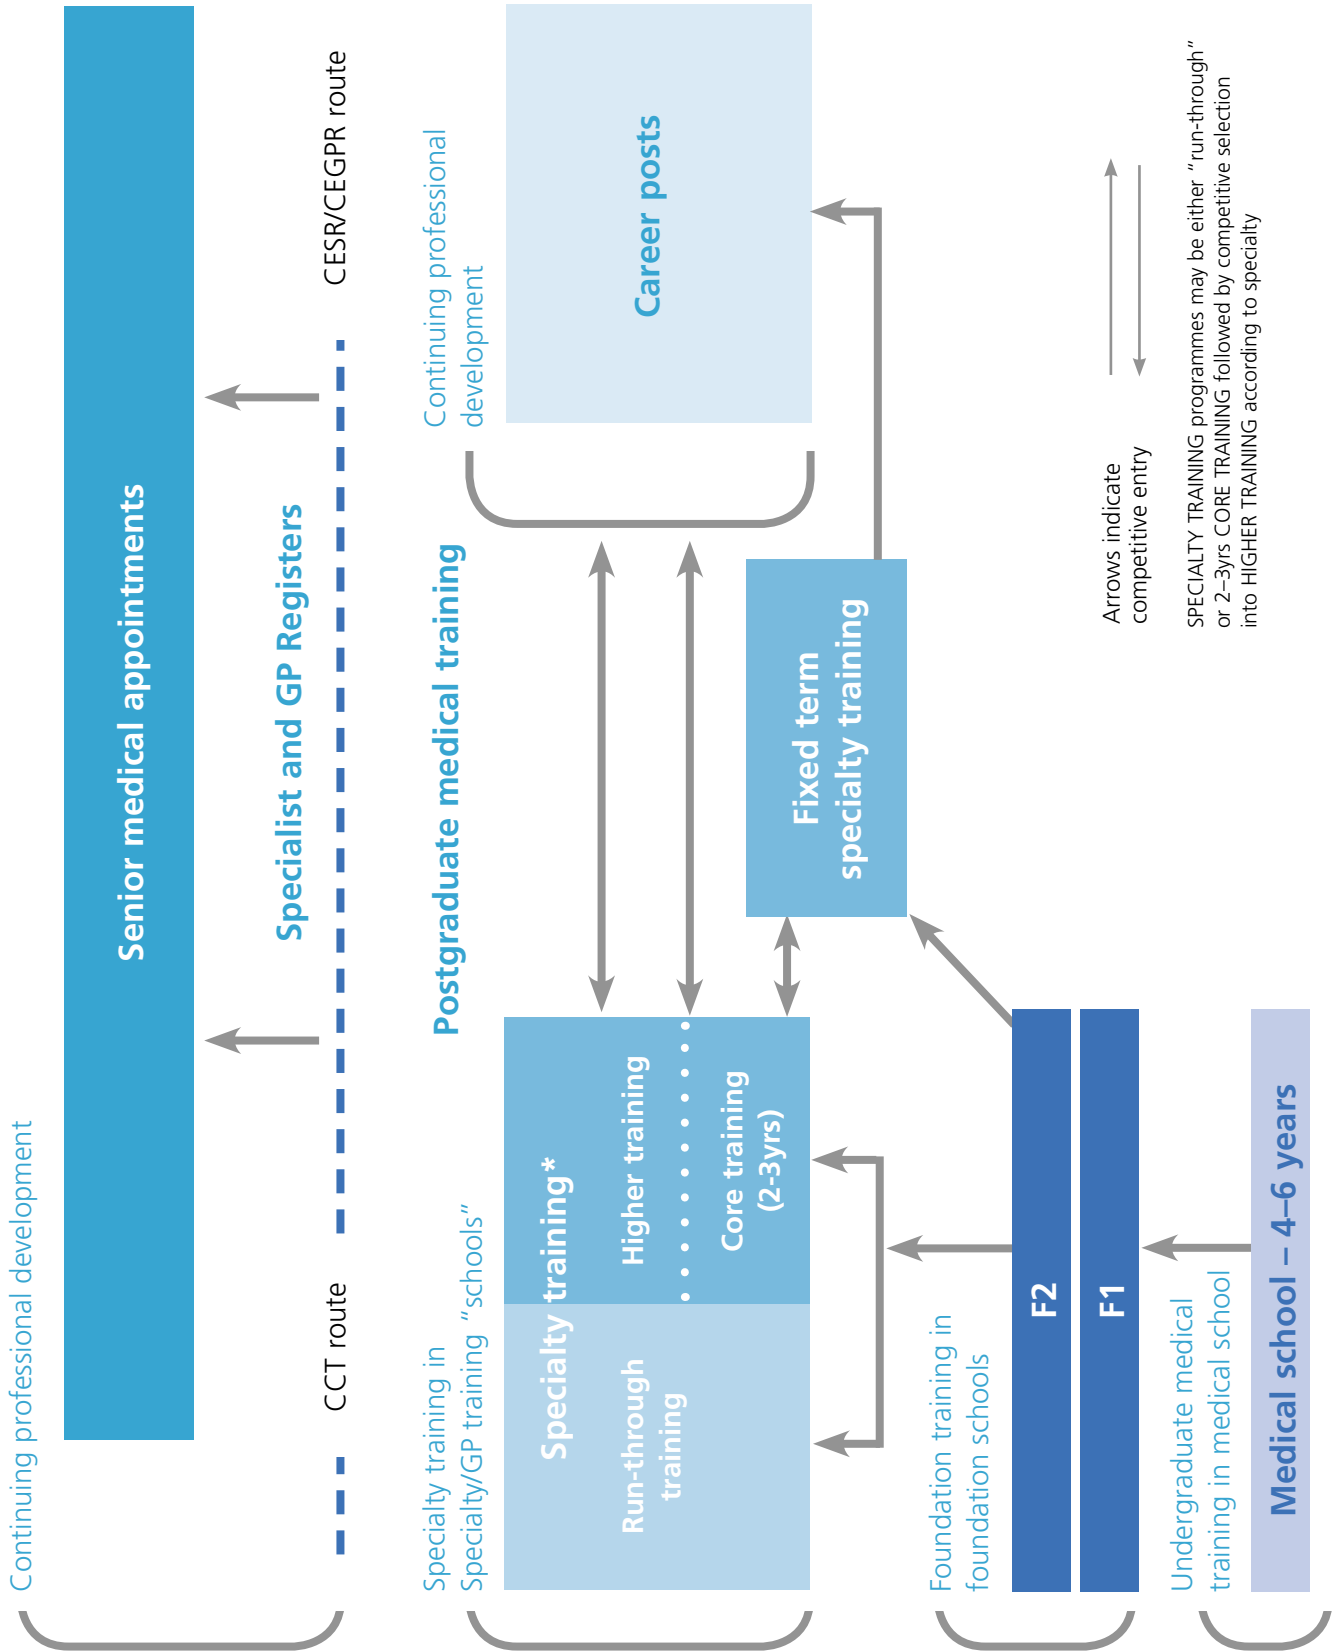 Continuing professional development
Senior medical appointments
Specialist and GP Registers
CCT route
CESR/CEGPR route
Postgraduate medical training
Specialty training in
Specialty/GP training “schools”
Continuing professional
development
Specialty training*
Run-through
training
Higher training
Core training
(2-3yrs)
Career posts
Fixed term
specialty training
Foundation training in
foundation schools
F2
F1
Undergraduate medical
training in medical school
Medical school – 4–6 years
Arrows indicate
competitive entry
SPECIALTY TRAINING programmes may be either “run-through”
or 2–3yrs CORE TRAINING followed by competitive selection
into HIGHER TRAINING according to specialty